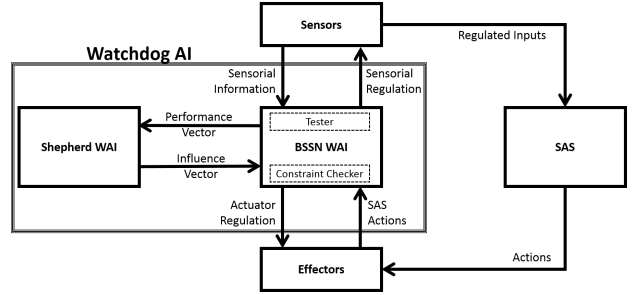 Sensors
Regulated Inputs
Watchdog AI
Sensorial
Information
Sensorial
Regulation
Performance
Vector
Tester
Shepherd WAI
BSSN WAI
SAS
Influence
Vector
Constraint Checker
Actuator
Regulation
SAS
Actions
Actions
Effectors